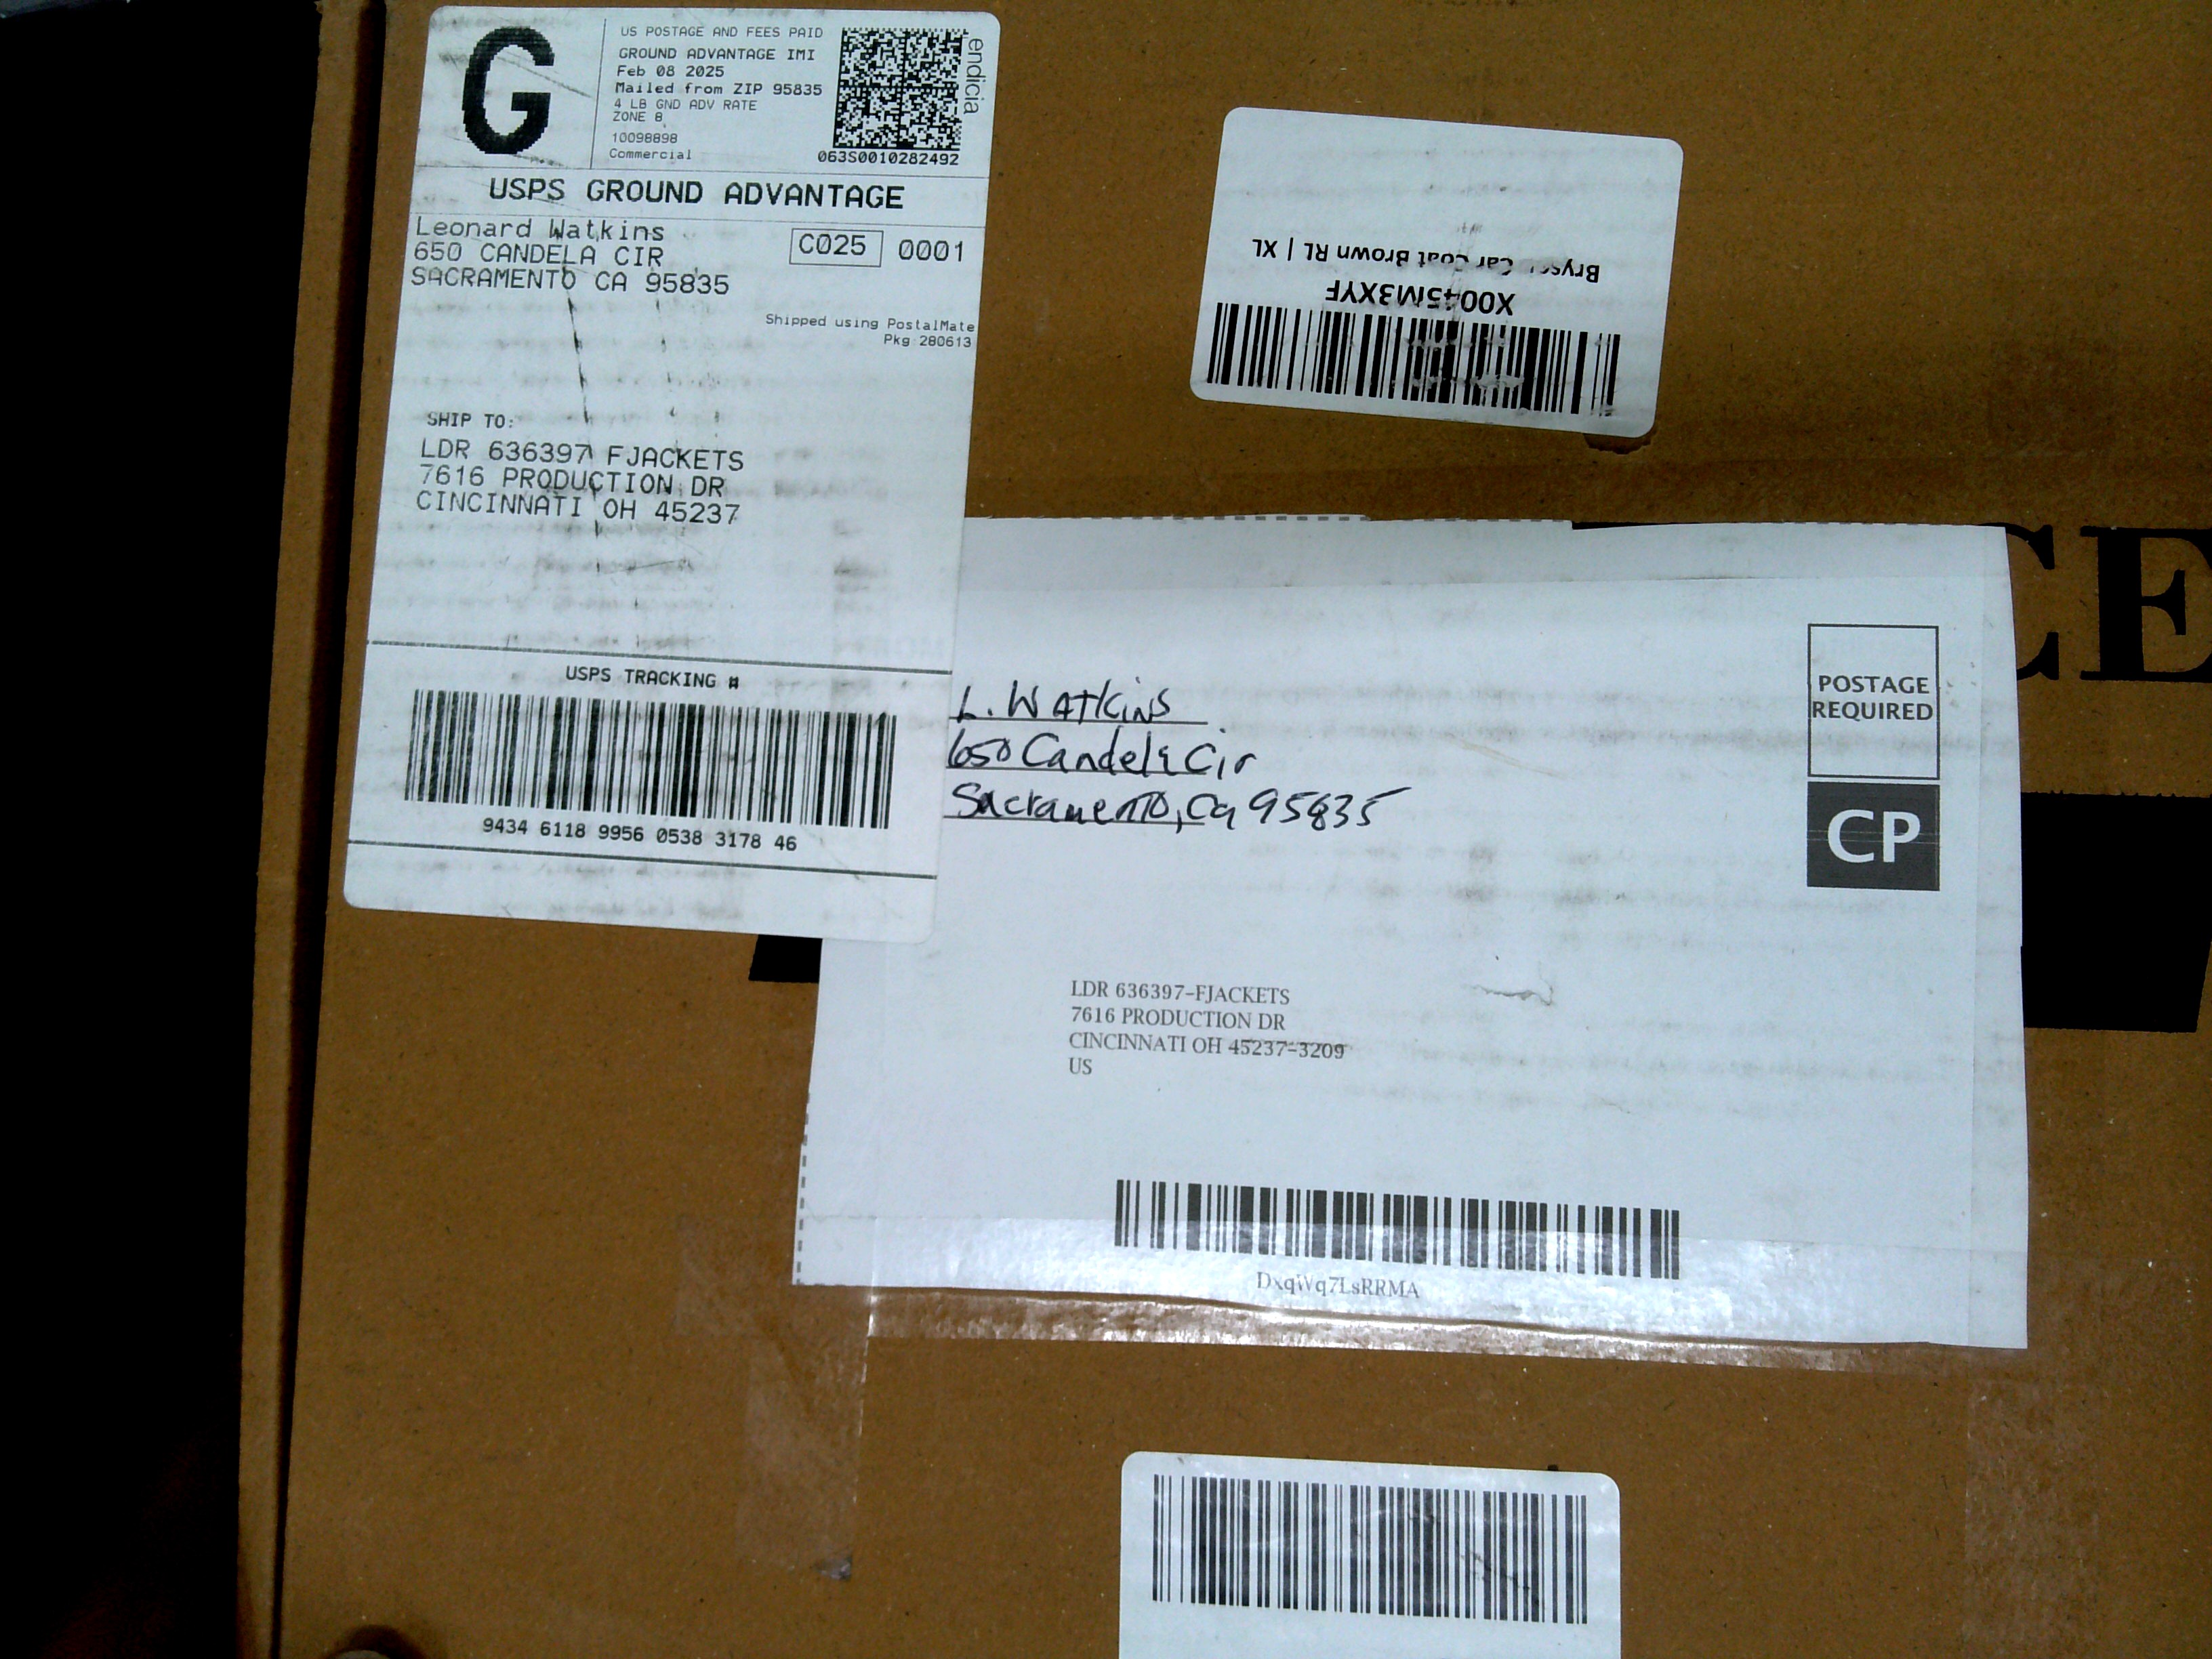 G
US POSTAGE AND FEES PAID
GROUND ADVANTAGE IMI
Feb 08 2025
Mailed from ZIP 95835
4 LB GND ADV RATE
ZONE 8
10098898
Commercial
endicia
063S0010282492
USPS GROUND ADVANTAGE
Leonard Watkins
650 CANDELA CIR
SACRAMENTO CA 95835
C025 0001
Shipped using PostalMate
Pkg 280613
SHIP TO:
LDR 636397 FJACKETS
7616 PRODUCTION DR
CINCINNATI OH 45237
USPS TRACKING #
9434 6118 9956 0538 3178 46
X0045M3XYF
Car Coat Brown RL | XL
CE
L. WATKINS
650 Candela Cir
Sacramento, Ca 95835
POSTAGE
REQUIRED
CP
LDR 636397-FJACKETS
7616 PRODUCTION DR
CINCINNATI OH 45237-3209
US
DxqWq7LsRRMA